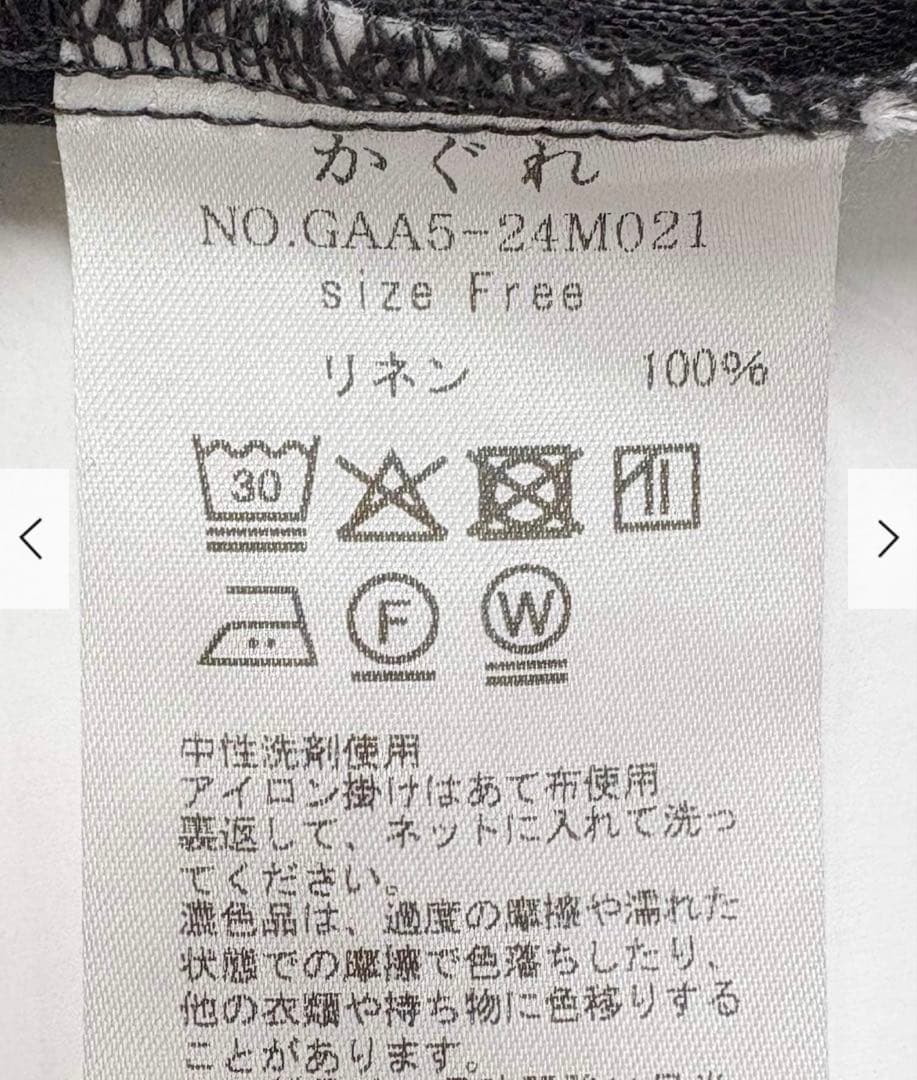 かぐれ
NO.GAA5-24M021
size Free
リネン 100%
30
F
W
中性洗剤使用
アイロン掛けはあて布使用
裏返して、ネットに入れて洗っ
てください。
濃色品は、過度の摩擦や濡れた
状態での摩擦で色落ちしたり、
他の衣類や持ち物に色移りする
ことがあります。